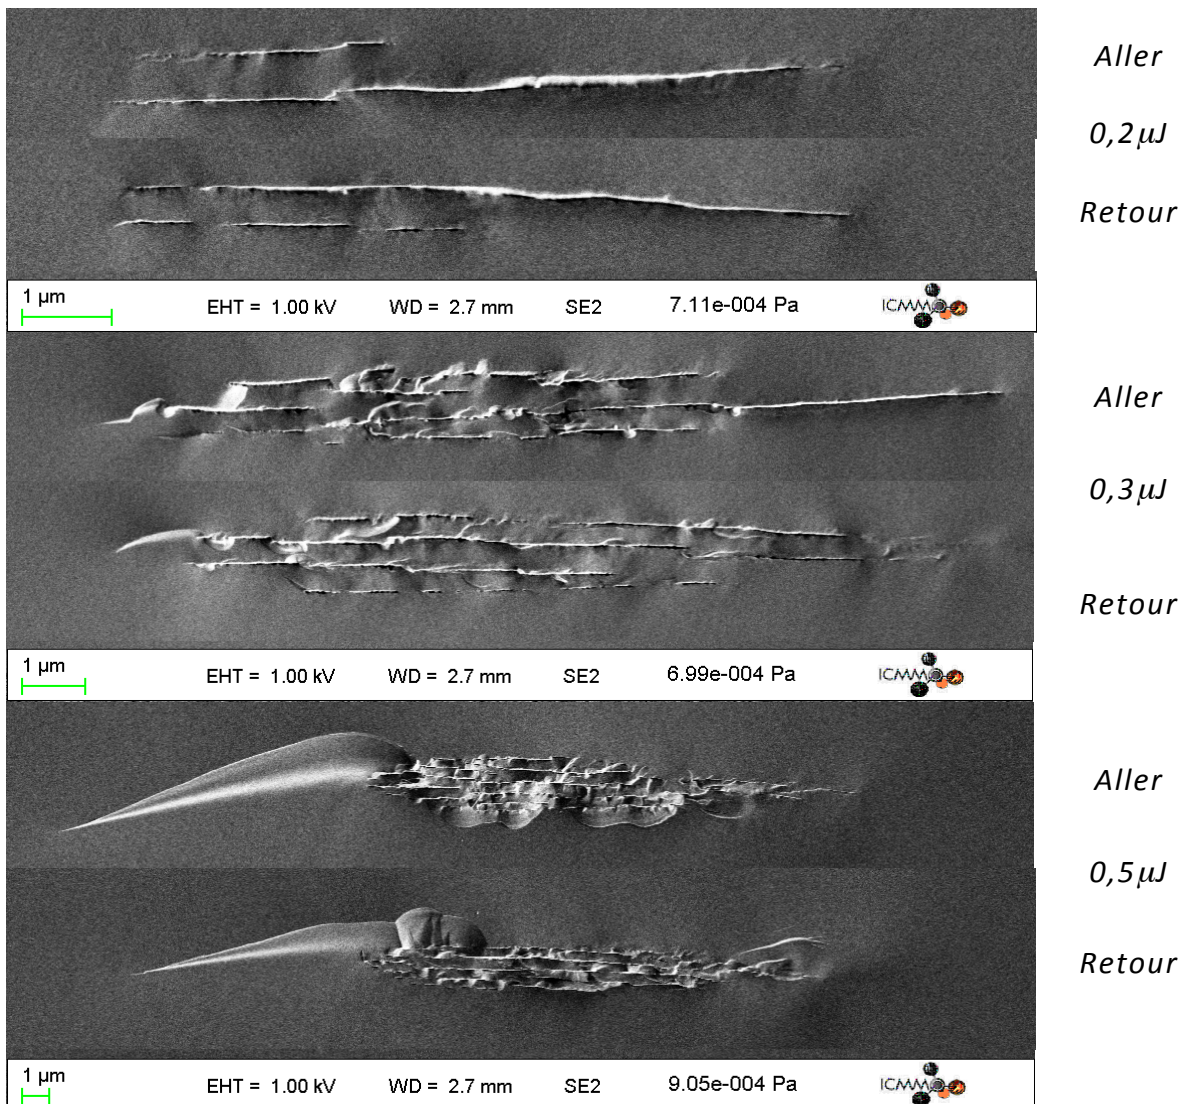 Aller
0,2µJ
Retour
1 µm
EHT = 1.00 kV WD = 2.7 mm SE2 7.11e-004 Pa ICMMO
Aller
0,3µJ
Retour
1 µm
EHT = 1.00 kV WD = 2.7 mm SE2 6.99e-004 Pa ICMMO
Aller
0,5µJ
Retour
1 µm
EHT = 1.00 kV WD = 2.7 mm SE2 9.05e-004 Pa ICMMO